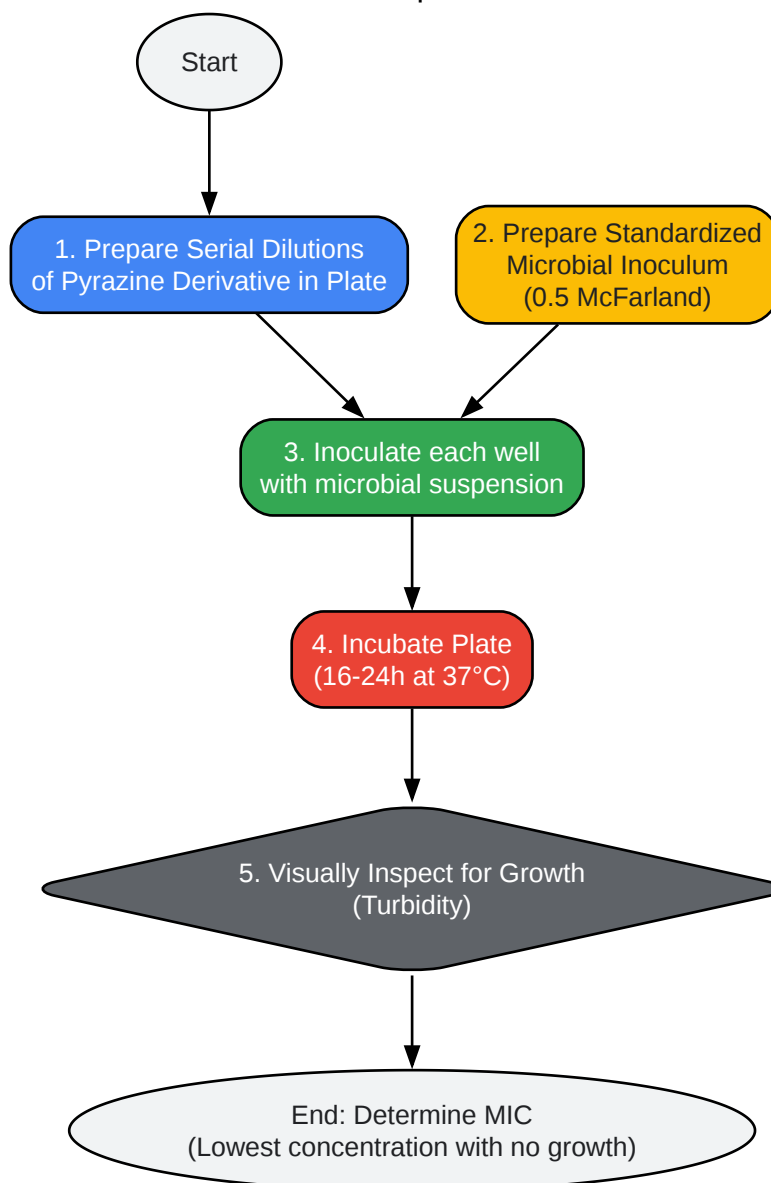 Start
1. Prepare Serial Dilutions
of Pyrazine Derivative in Plate
2. Prepare Standardized
Microbial Inoculum
(0.5 McFarland)
3. Inoculate each well
with microbial suspension
4. Incubate Plate
(16-24h at 37°C)
5. Visually Inspect for Growth
(Turbidity)
End: Determine MIC
(Lowest concentration with no growth)